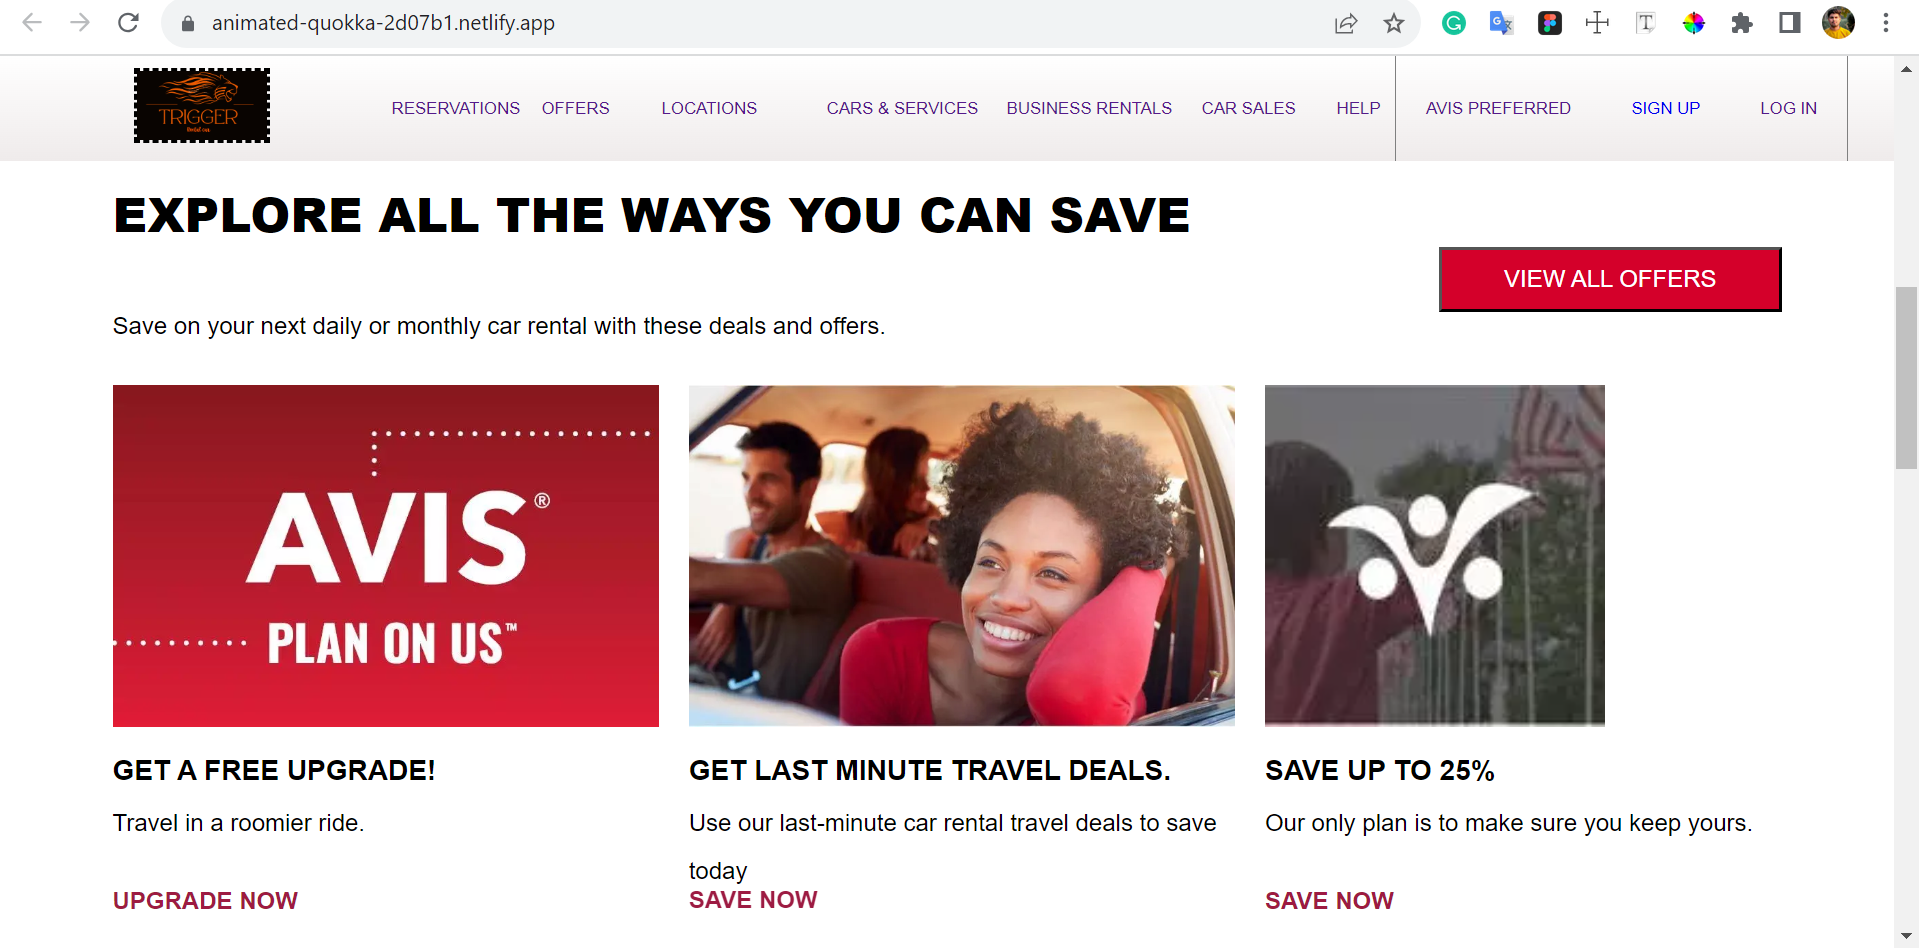 animated-quokka-2d07b1.netlify.app
TRIGGER
Rental car
RESERVATIONS OFFERS LOCATIONS CARS & SERVICES BUSINESS RENTALS CAR SALES HELP AVIS PREFERRED SIGN UP LOG IN
EXPLORE ALL THE WAYS YOU CAN SAVE
VIEW ALL OFFERS
Save on your next daily or monthly car rental with these deals and offers.
AVIS®
PLAN ON US™
GET A FREE UPGRADE!
Travel in a roomier ride.
UPGRADE NOW
GET LAST MINUTE TRAVEL DEALS.
Use our last-minute car rental travel deals to save
today
SAVE NOW
SAVE UP TO 25%
Our only plan is to make sure you keep yours.
SAVE NOW